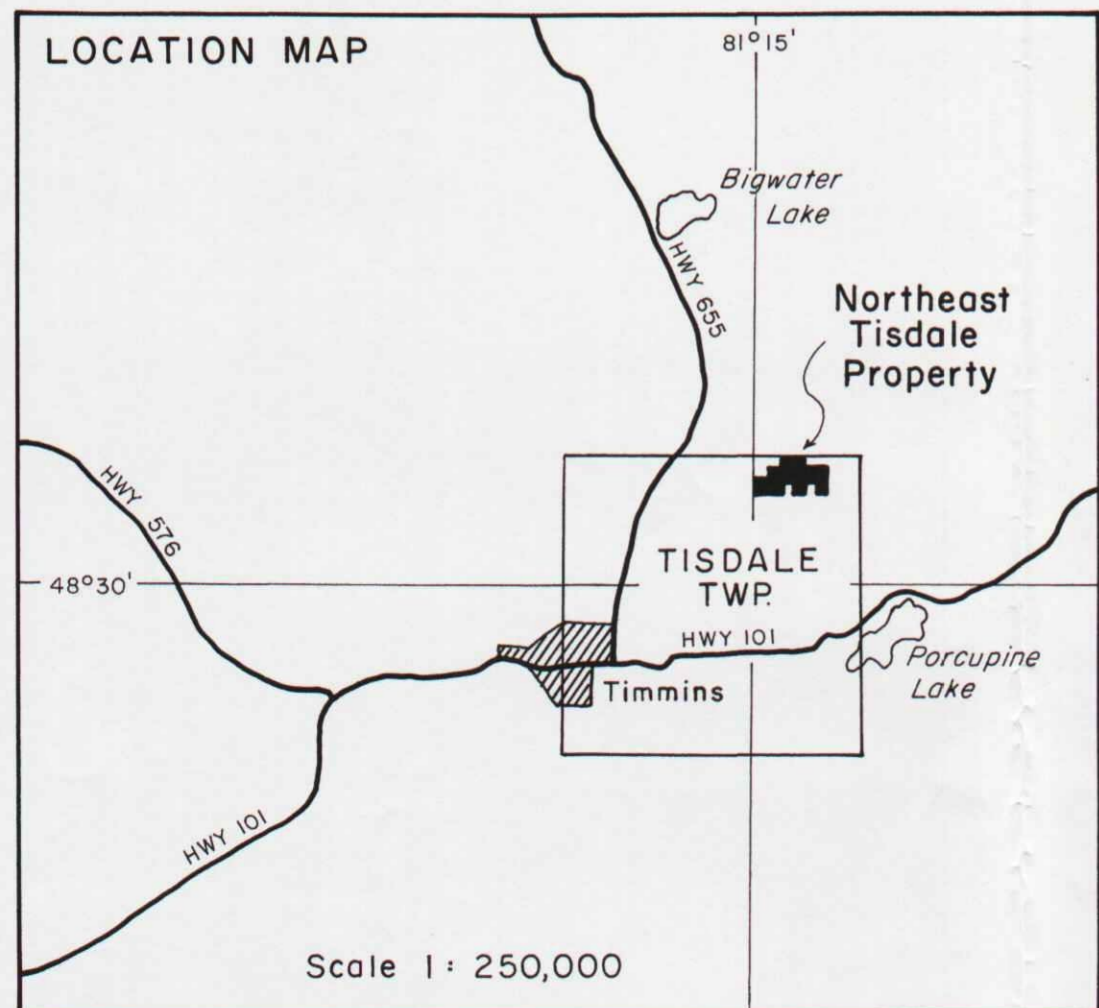 LOCATION MAP
81°15'
Bigwater
Lake
HWY 655
Northeast
Tisdale
Property
HWY 576
48°30'
TISDALE
TWP.
HWY 101
Porcupine
Lake
Timmins
HWY 101
Scale 1: 250,000